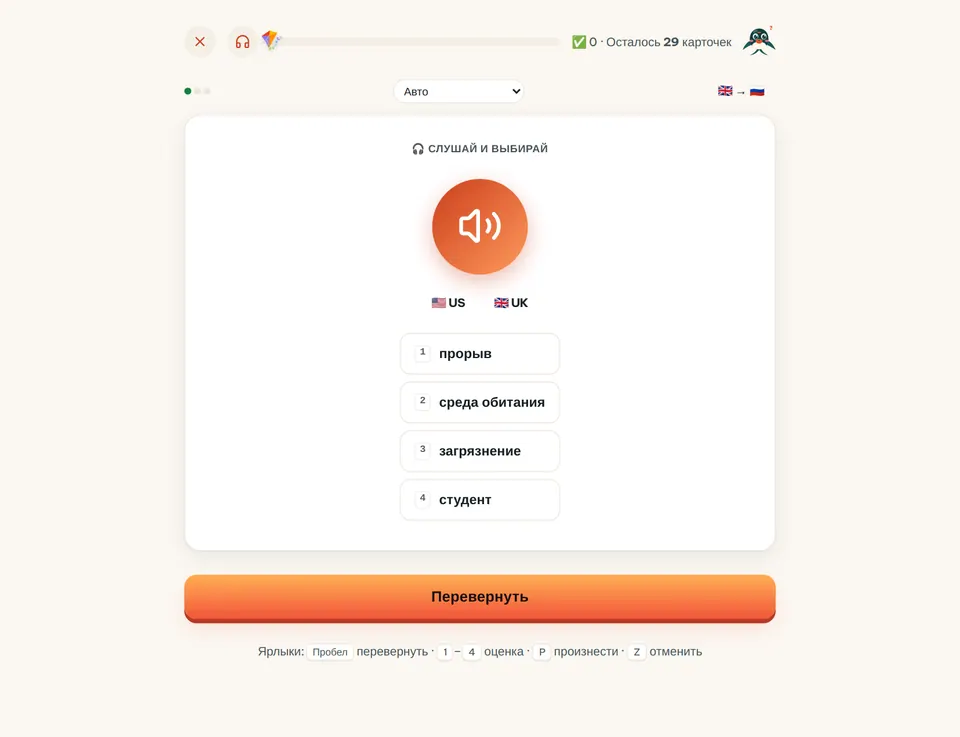 ✅ 0 · Осталось 29 карточек
Авто
🇬🇧 → 🇷🇺
🎧 СЛУШАЙ И ВЫБИРАЙ
🇺🇸 US 🇬🇧 UK
1 прорыв
2 среда обитания
3 загрязнение
4 студент
Перевернуть
Ярлыки: Пробел перевернуть · 1 – 4 оценка · P произнести · Z отменить